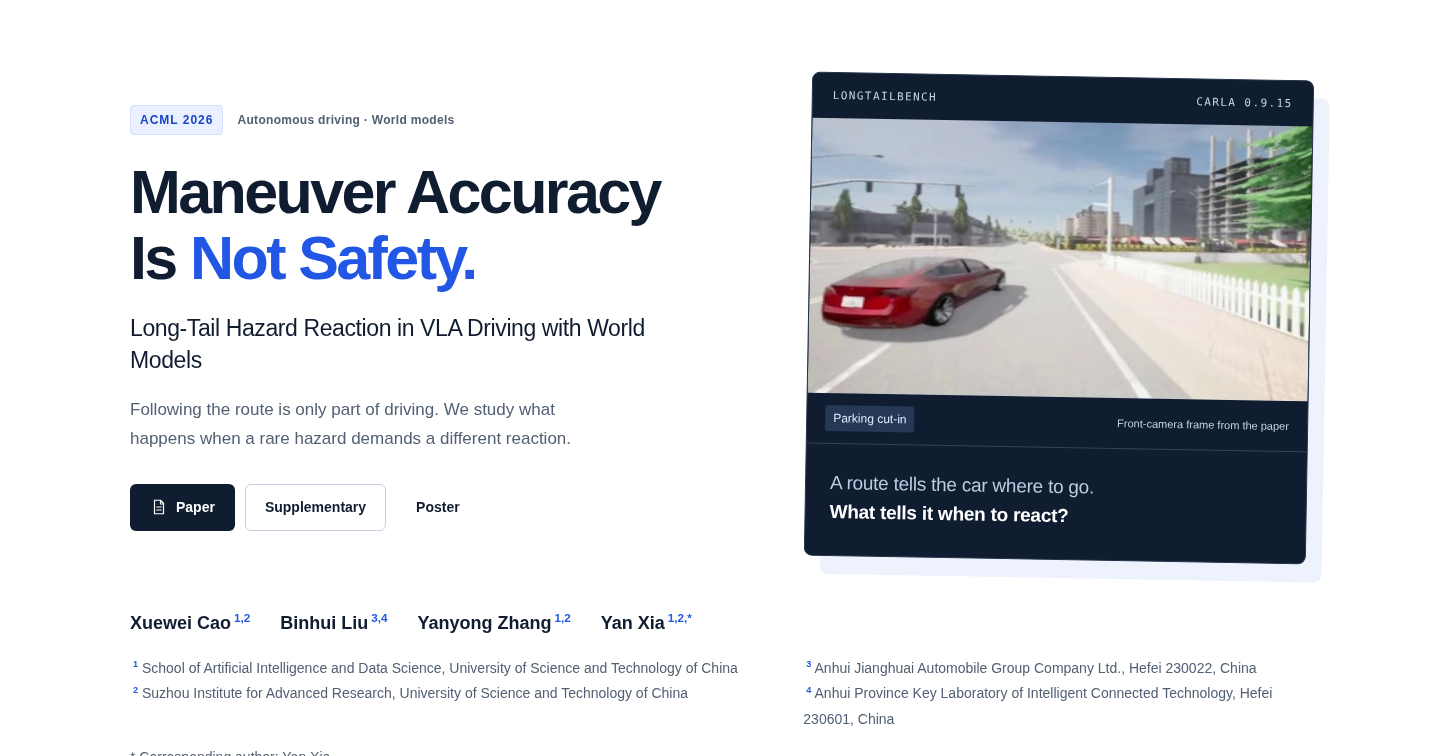 ACML 2026
Autonomous driving · World models
Maneuver Accuracy
Is Not Safety.
Long-Tail Hazard Reaction in VLA Driving with World
Models
Following the route is only part of driving. We study what
happens when a rare hazard demands a different reaction.
Paper
Supplementary
Poster
LONGTAILBENCH
CARLA 0.9.15
Parking cut-in
Front-camera frame from the paper
A route tells the car where to go.
What tells it when to react?
Xuewei Cao 1,2 Binhui Liu 3,4 Yanyong Zhang 1,2 Yan Xia 1,2,*
1 School of Artificial Intelligence and Data Science, University of Science and Technology of China
2 Suzhou Institute for Advanced Research, University of Science and Technology of China
3 Anhui Jianghuai Automobile Group Company Ltd., Hefei 230022, China
4 Anhui Province Key Laboratory of Intelligent Connected Technology, Hefei
230601, China
* Corresponding author: Yan Xia